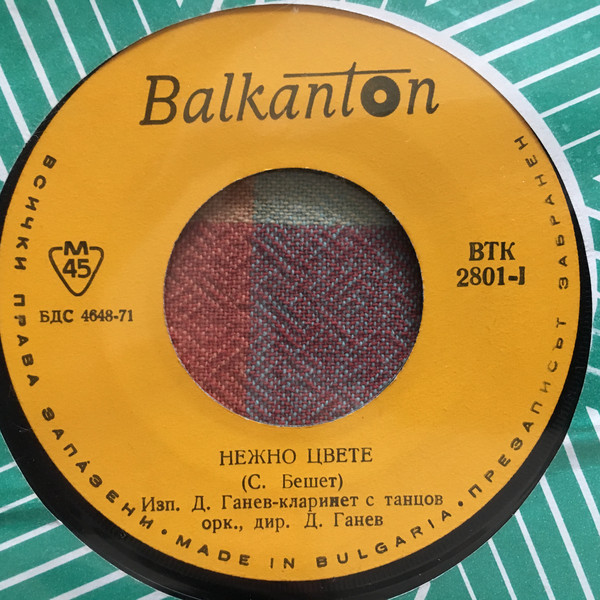 Balkanton
M
45
БДС 4648-71
ВТК
2801-I
НЕЖНО ЦВЕТЕ
(С. Бешет)
Изп. Д. Ганев-кларинет с танцов
орк., дир. Д. Ганев
ВСИЧКИ ПРАВА ЗАПАЗЕНИ • MADE IN BULGARIA • ПРЕЗАПИСЪТ ЗАБРАНЕН